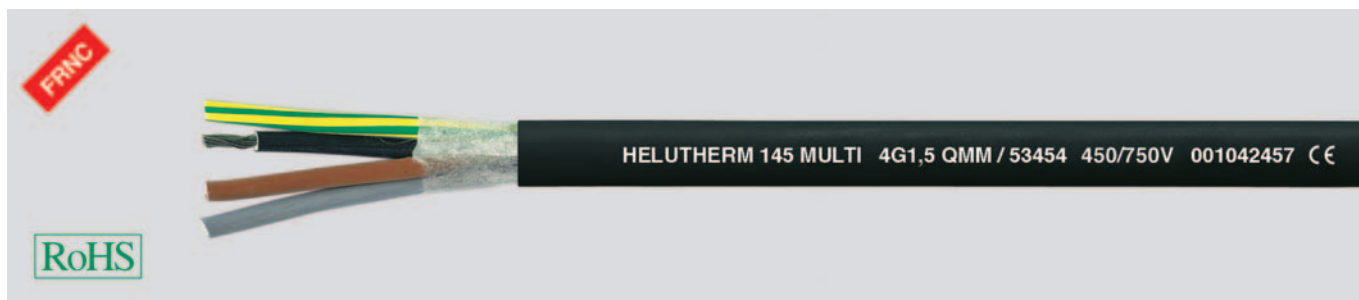 FRNC
HELUTHERM 145 MULTI 4G1,5 QMM / 53454 450/750V 001042457 CE
RoHS